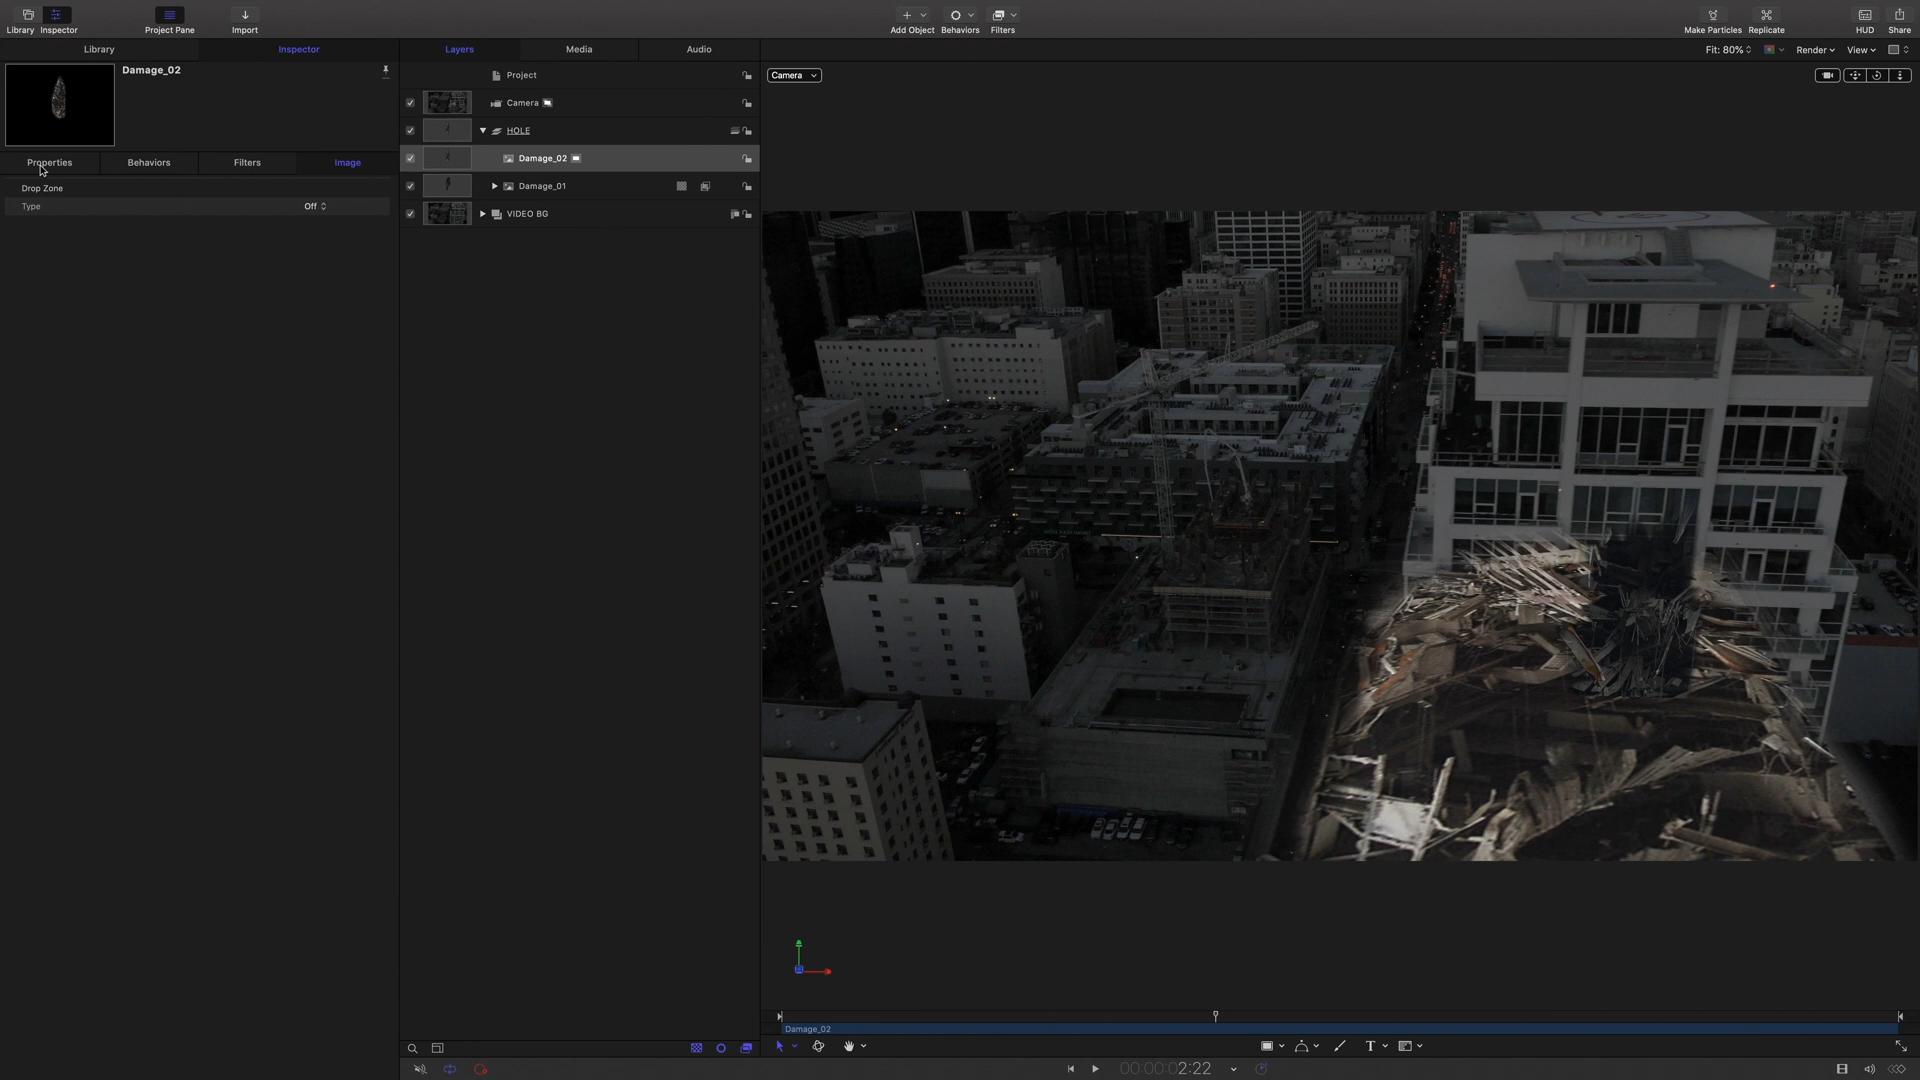 Library
Inspector
Project Pane
Import
Add Object
Behaviors
Filters
Make Particles
Replicate
HUD
Share
Library
Inspector
Layers
Media
Audio
Fit: 80%
Render
View
Damage_02
Project
Camera
Camera
HOLE
Properties
Behaviors
Filters
Image
Damage_02
Drop Zone
Damage_01
Type
Off
VIDEO BG
Damage_02
T
00:00:02:22